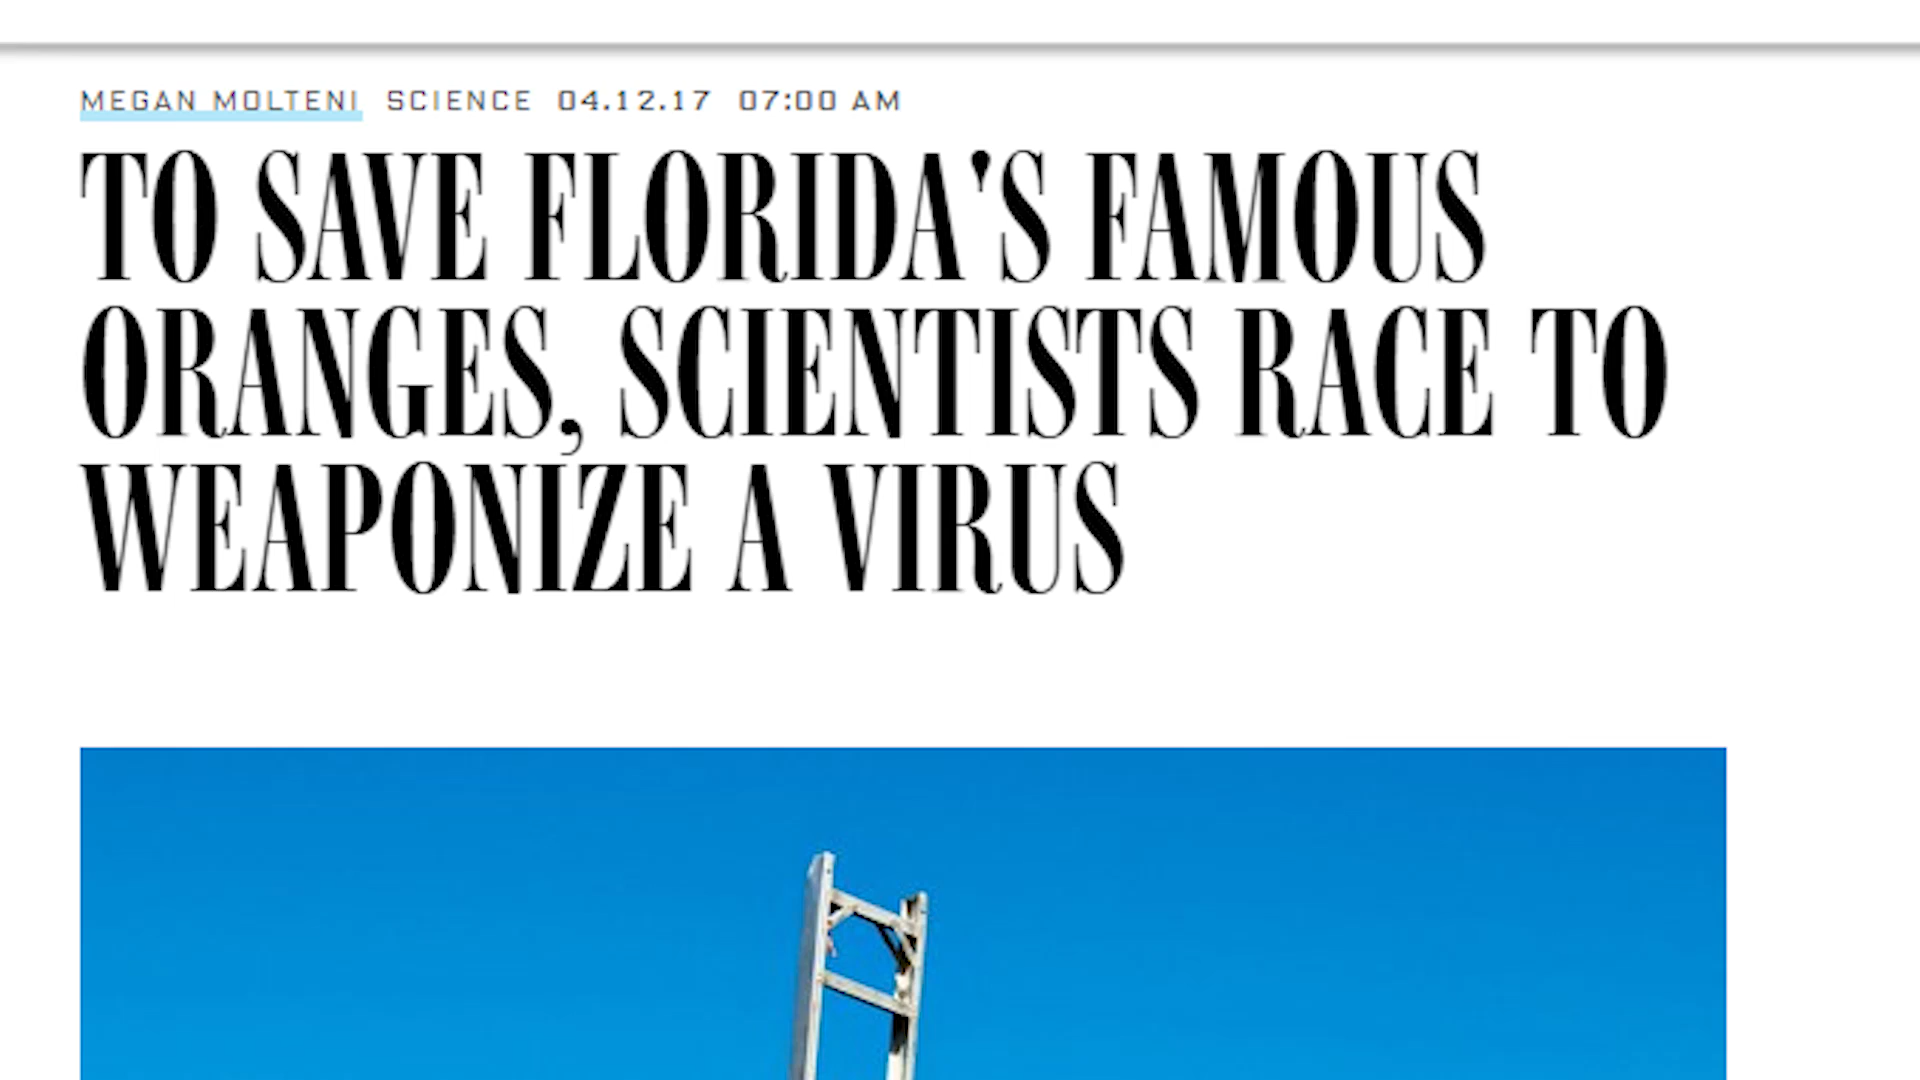 MEGAN MOLTENI SCIENCE 04.12.17 07:00 AM
TO SAVE FLORIDA'S FAMOUS
ORANGES, SCIENTISTS RACE TO
WEAPONIZE A VIRUS